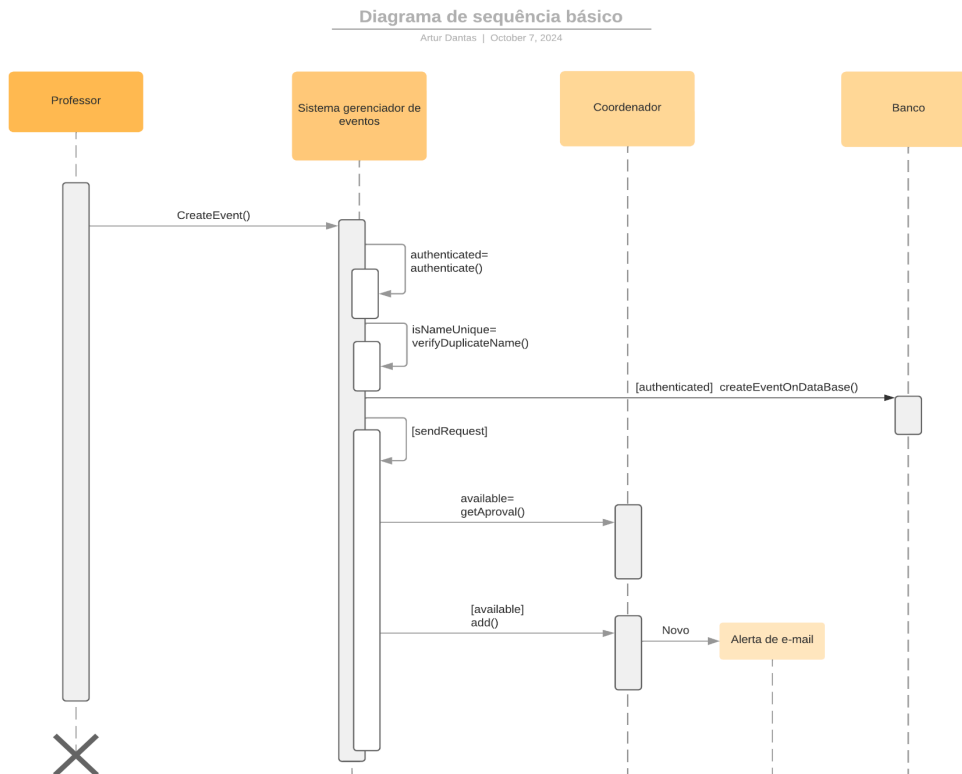 Diagrama de sequência básico
Artur Dantas | October 7, 2024
Professor
Sistema gerenciador de
eventos
Coordenador
Banco
CreateEvent()
authenticated=
authenticate()
isNameUnique=
verifyDuplicateName()
[authenticated] createEventOnDataBase()
[sendRequest]
available=
getAproval()
[available]
add()
Novo
Alerta de e-mail